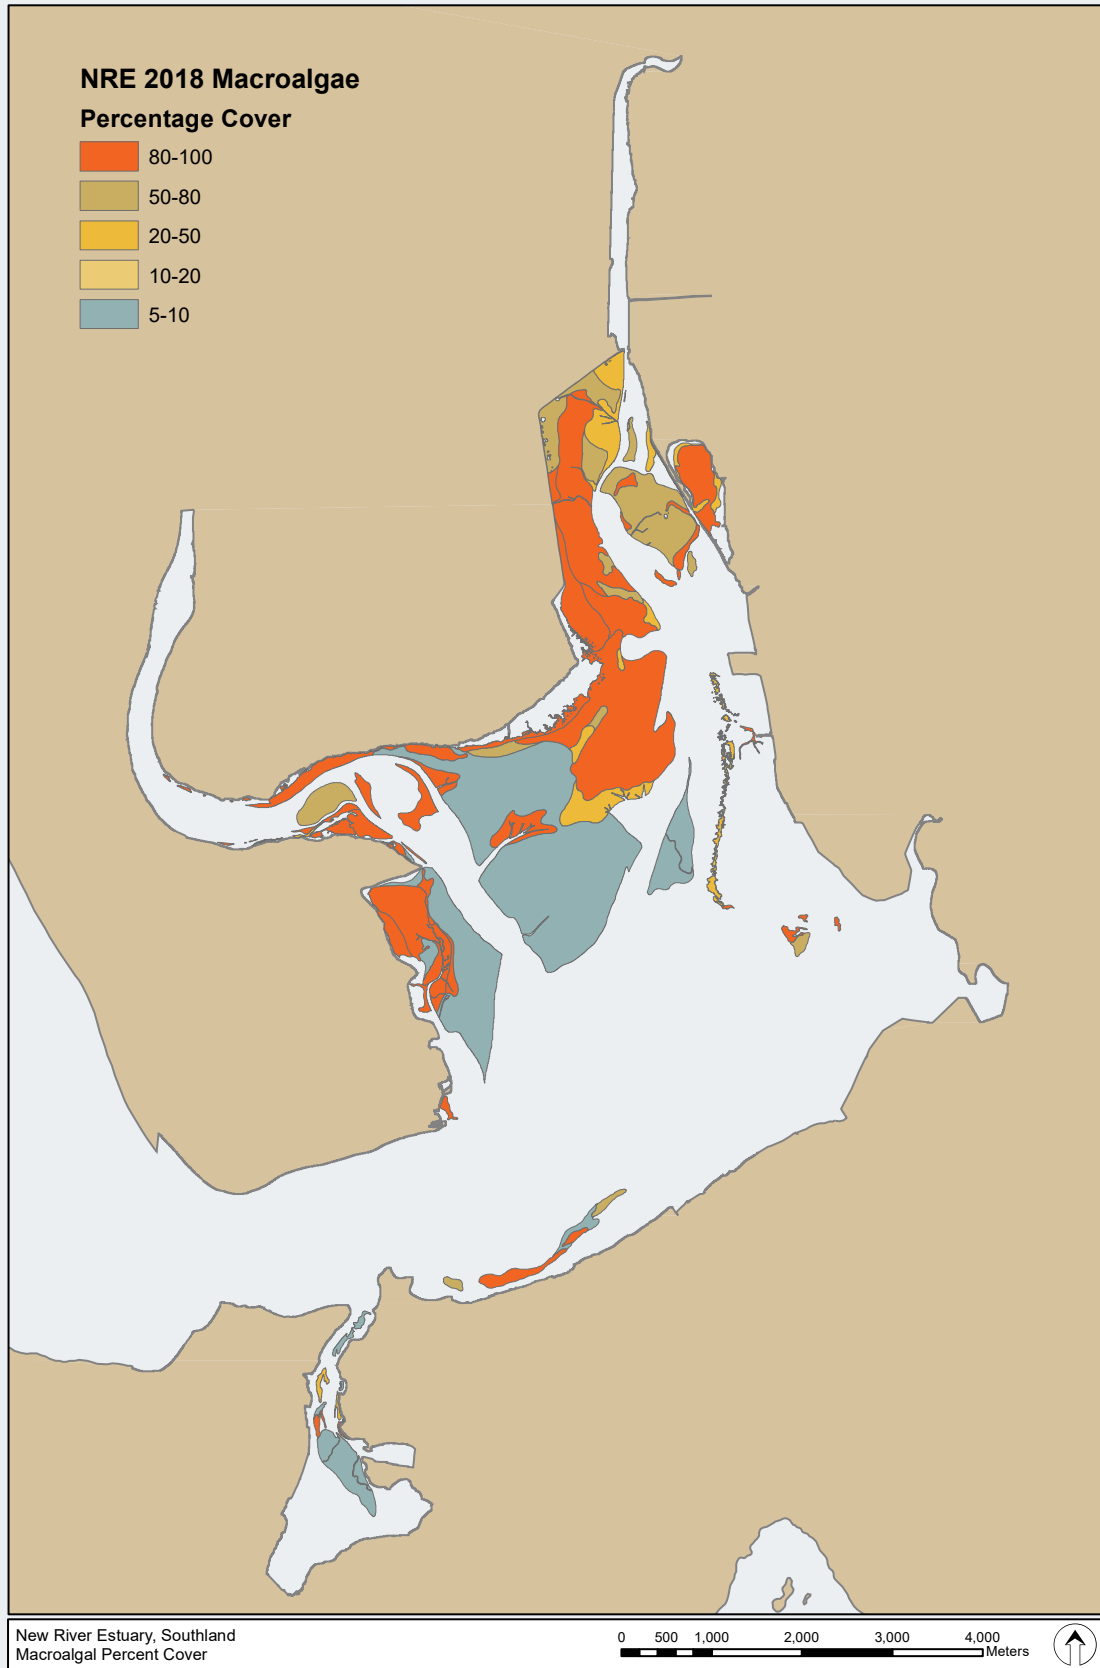 NRE 2018 Macroalgae
Percentage Cover
80-100
50-80
20-50
10-20
5-10
New River Estuary, Southland
Macroalgal Percent Cover
0 500 1,000 2,000 3,000 4,000
Meters